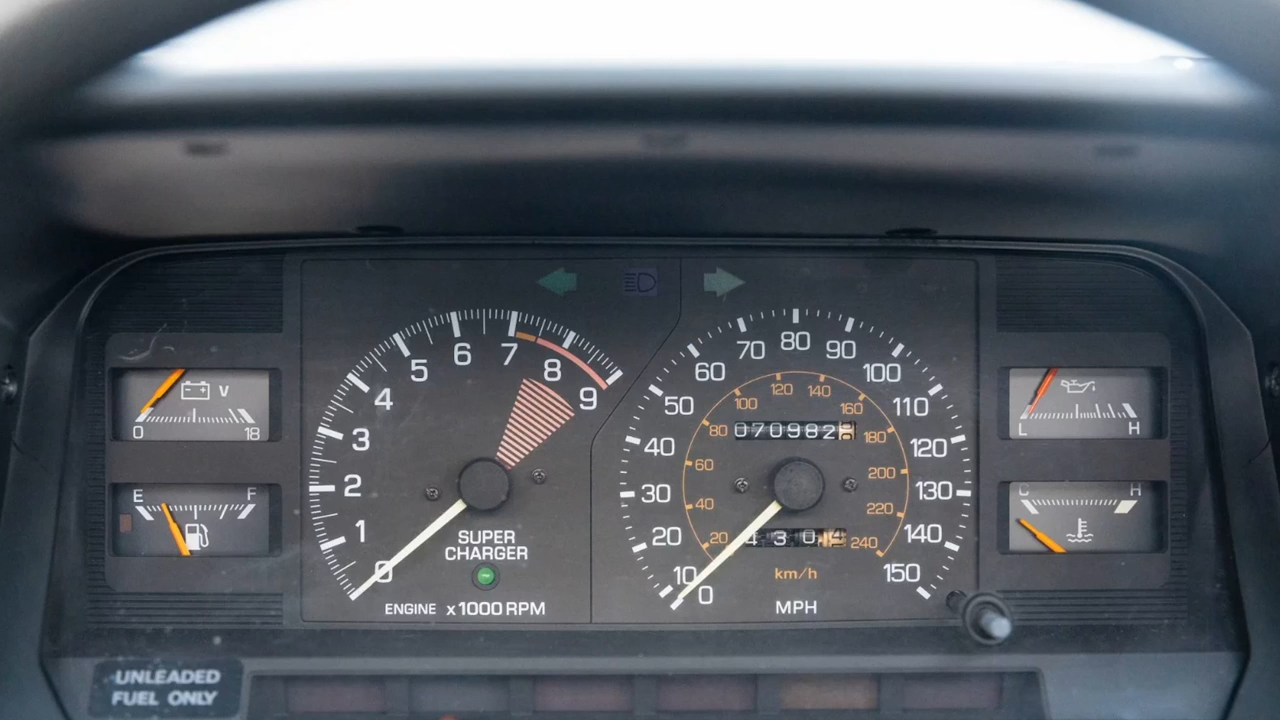 V
0 18
E F
0 1 2 3 4 5 6 7 8 9
SUPER
CHARGER
ENGINE x1000 RPM
0 10 20 30 40 50 60 70 80 90 100 110 120 130 140 150
20 40 60 80 100 120 140 160 180 200 220 240
070982
430
km/h
MPH
L H
C H
UNLEADED
FUEL ONLY